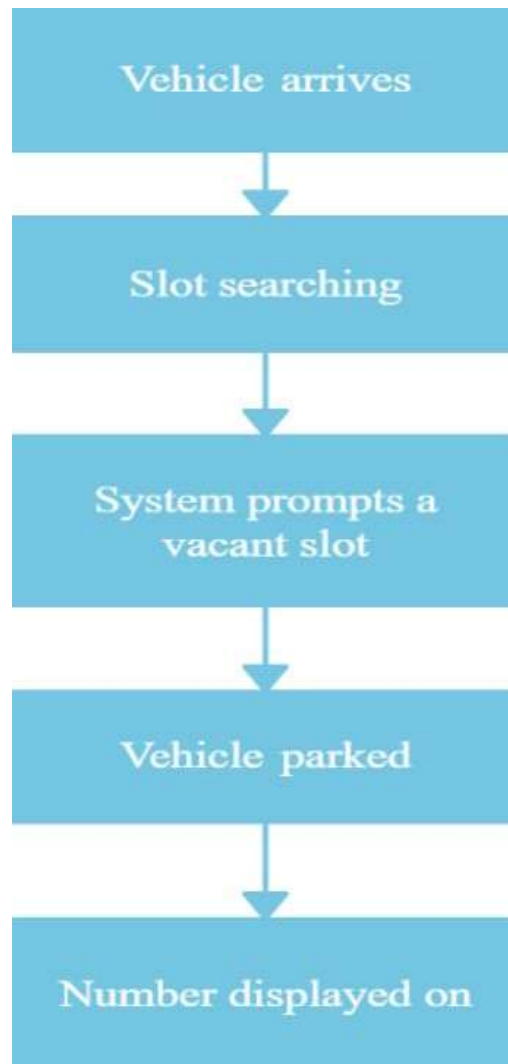 Vehicle arrives
Slot searching
System prompts a
vacant slot
Vehicle parked
Number displayed on